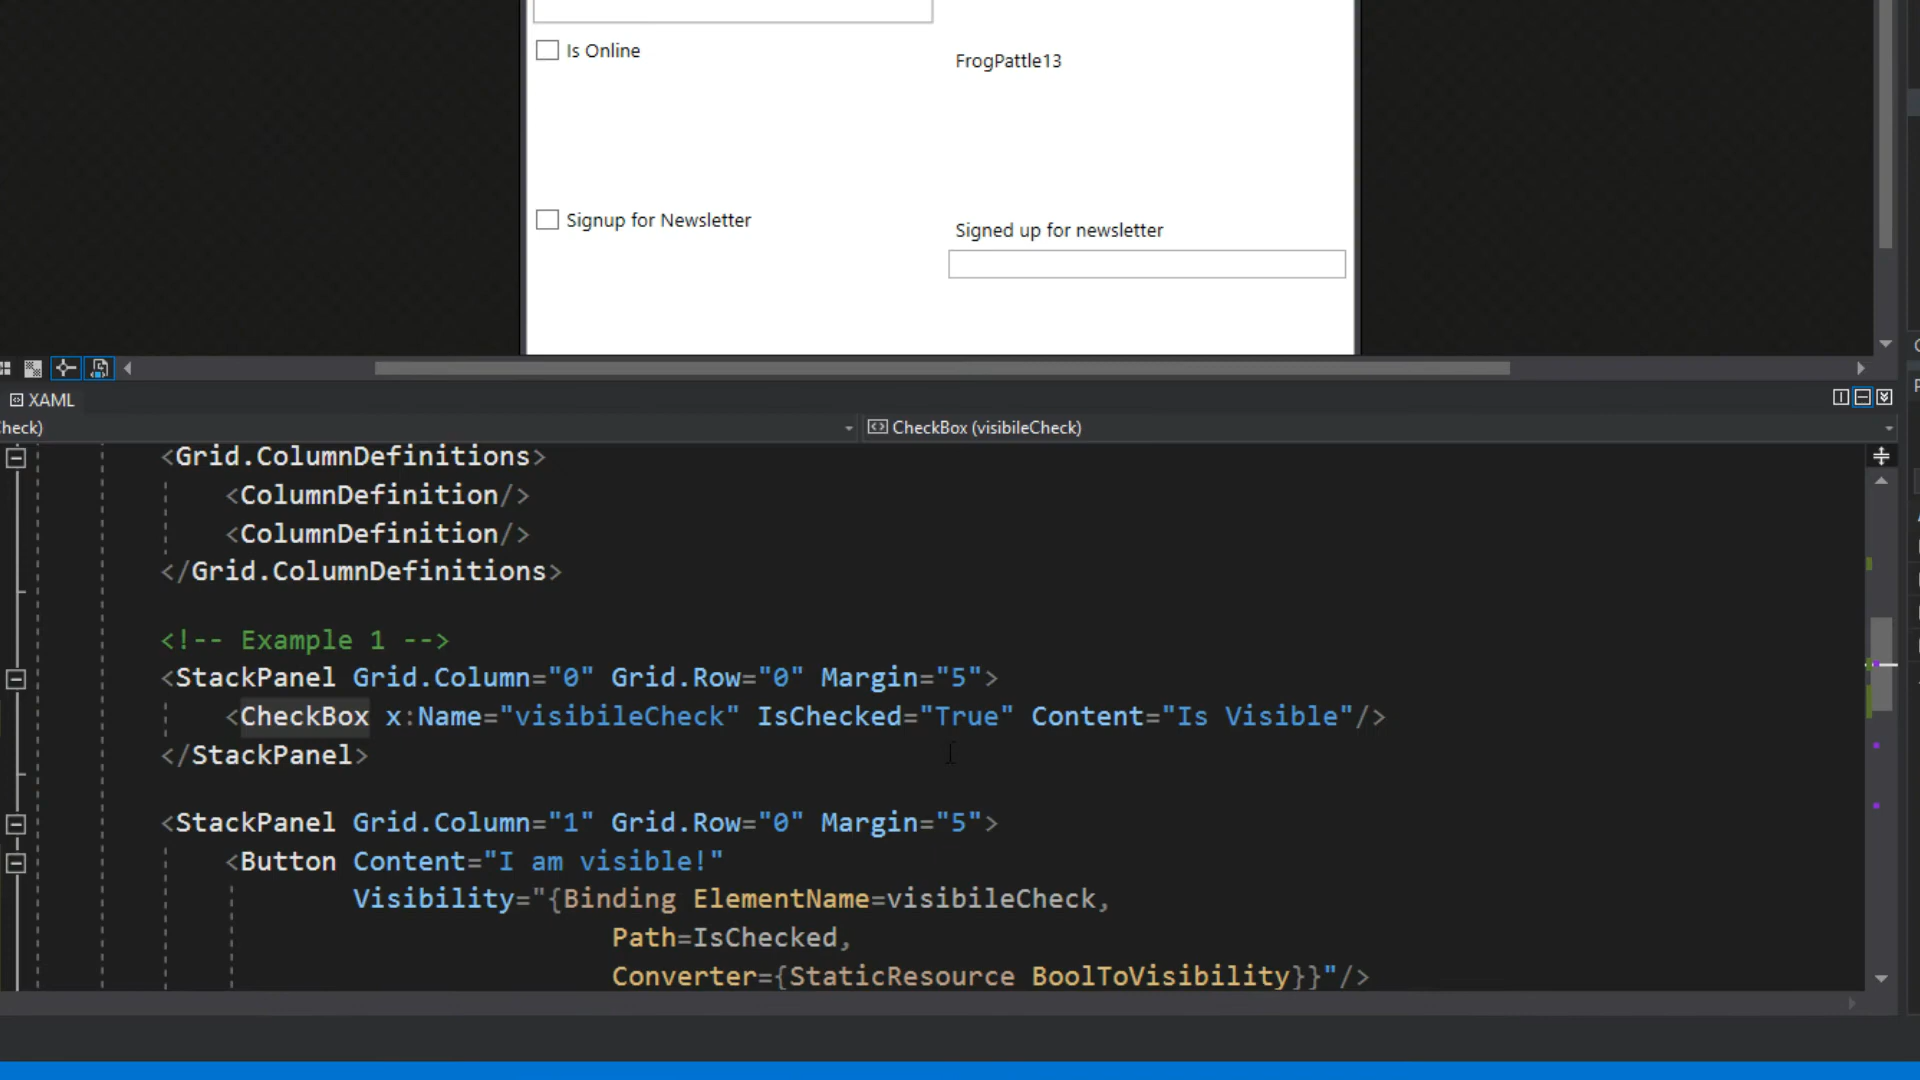 Is Online
FrogPattle13
Signup for Newsletter
Signed up for newsletter
XAML
heck)
CheckBox (visibileCheck)
<Grid.ColumnDefinitions>
<ColumnDefinition/>
<ColumnDefinition/>
</Grid.ColumnDefinitions>
<!-- Example 1 -->
<StackPanel Grid.Column="0" Grid.Row="0" Margin="5">
<CheckBox x:Name="visibileCheck" IsChecked="True" Content="Is Visible"/>
</StackPanel>
<StackPanel Grid.Column="1" Grid.Row="0" Margin="5">
<Button Content="I am visible!"
Visibility="{Binding ElementName=visibileCheck,
Path=IsChecked,
Converter={StaticResource BoolToVisibility}}"/>